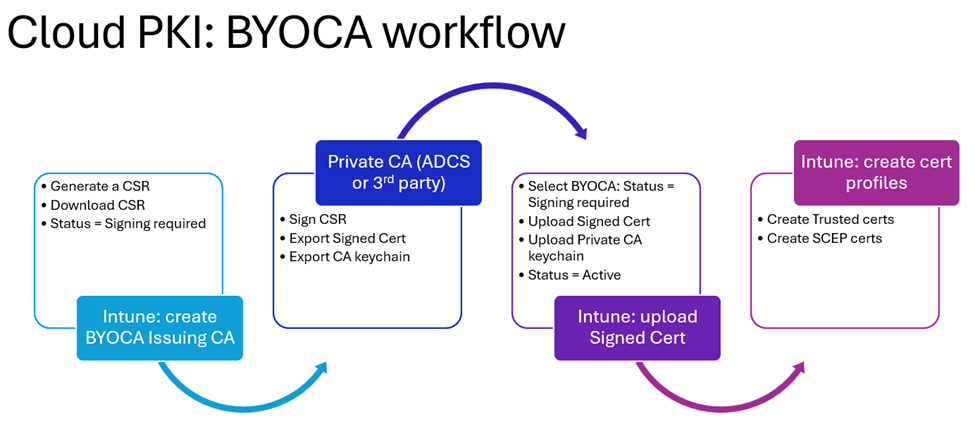 Cloud PKI: BYOCA workflow
• Generate a CSR
• Download CSR
• Status = Signing required
Intune: create
BYOCA Issuing CA
Private CA (ADCS
or 3rd party)
• Sign CSR
• Export Signed Cert
• Export CA keychain
• Select BYOCA: Status =
Signing required
• Upload Signed Cert
• Upload Private CA
keychain
• Status = Active
Intune: upload
Signed Cert
Intune: create cert
profiles
• Create Trusted certs
• Create SCEP certs